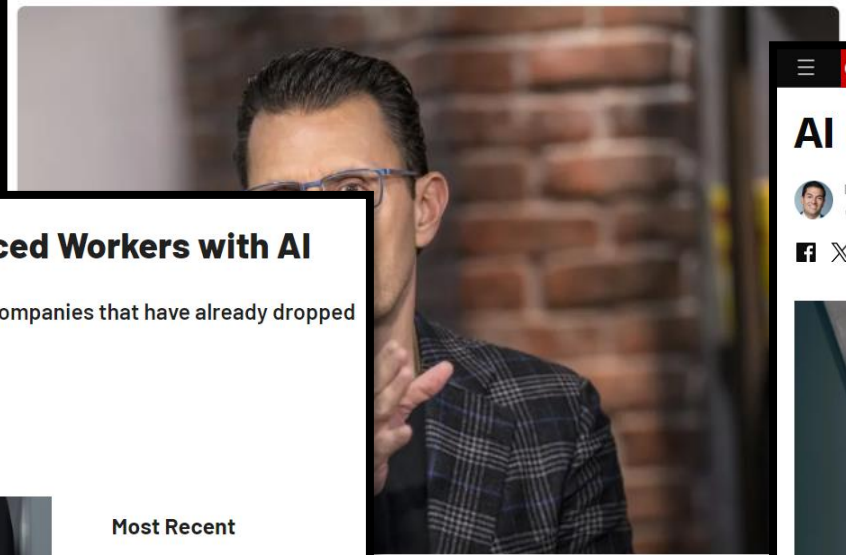 ced Workers with AI
ompanies that have already dropped
Most Recent
AI